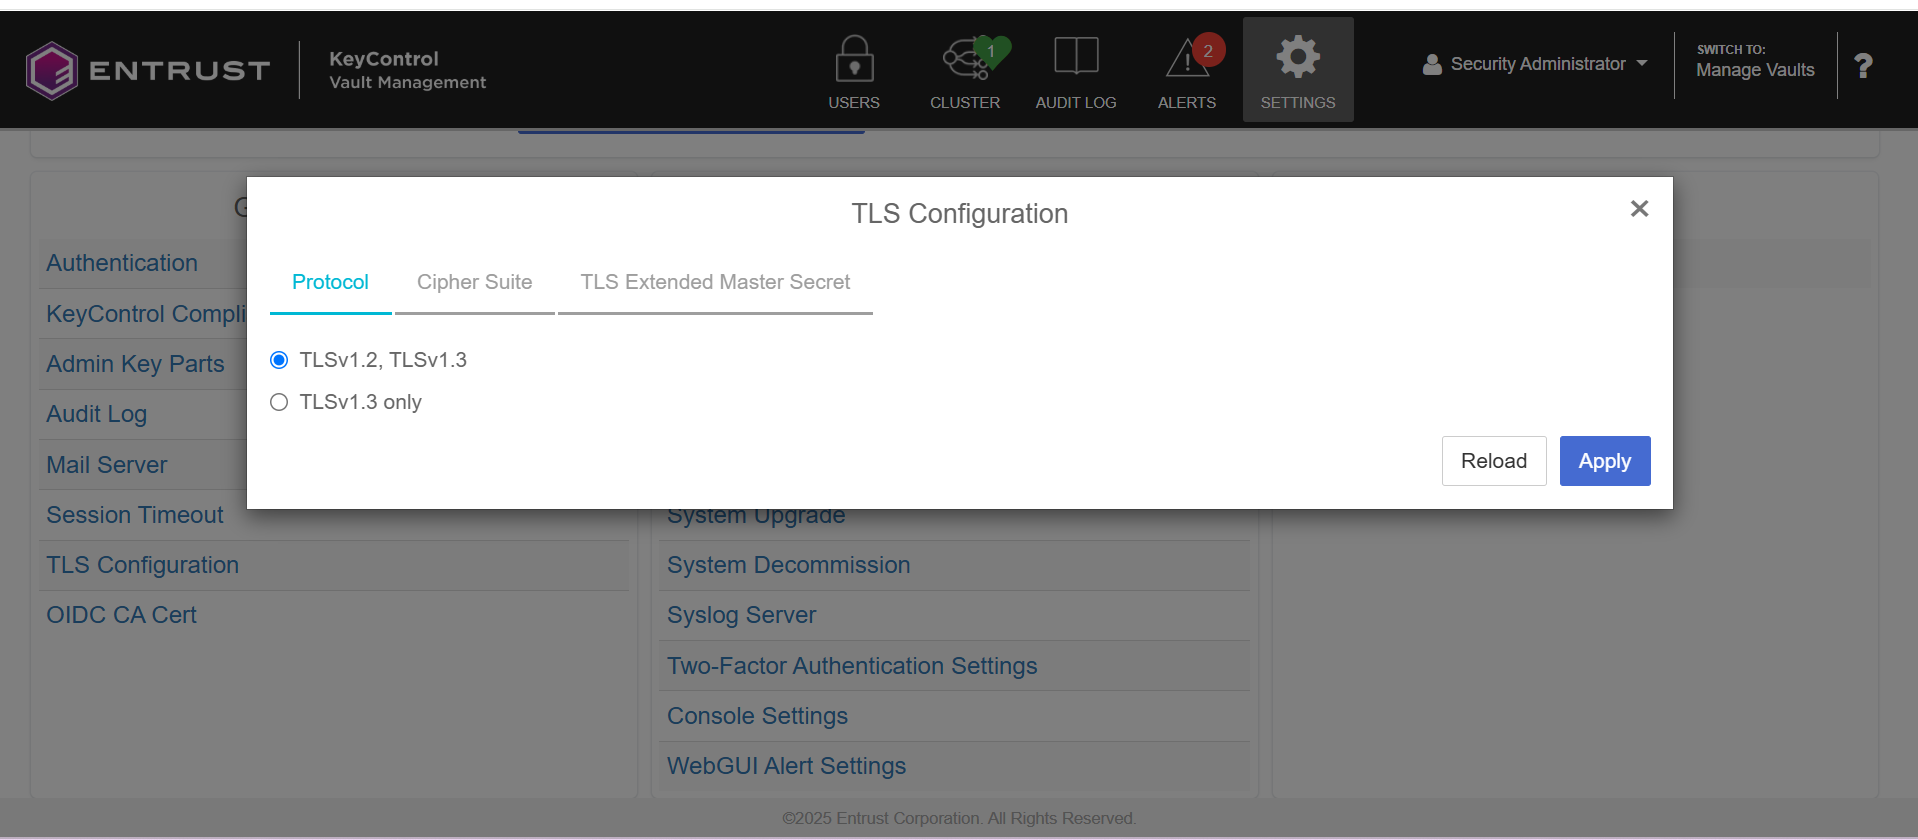 ENTRUST
KeyControl
Vault Management
1
2
USERS
CLUSTER
AUDIT LOG
ALERTS
SETTINGS
Security Administrator
SWITCH TO:
Manage Vaults
?
TLS Configuration
Protocol
Cipher Suite
TLS Extended Master Secret
TLSv1.2, TLSv1.3
TLSv1.3 only
Reload
Apply
G
Authentication
KeyControl Compli
Admin Key Parts
Audit Log
Mail Server
Session Timeout
TLS Configuration
OIDC CA Cert
System Upgrade
System Decommission
Syslog Server
Two-Factor Authentication Settings
Console Settings
WebGUI Alert Settings
©2025 Entrust Corporation. All Rights Reserved.